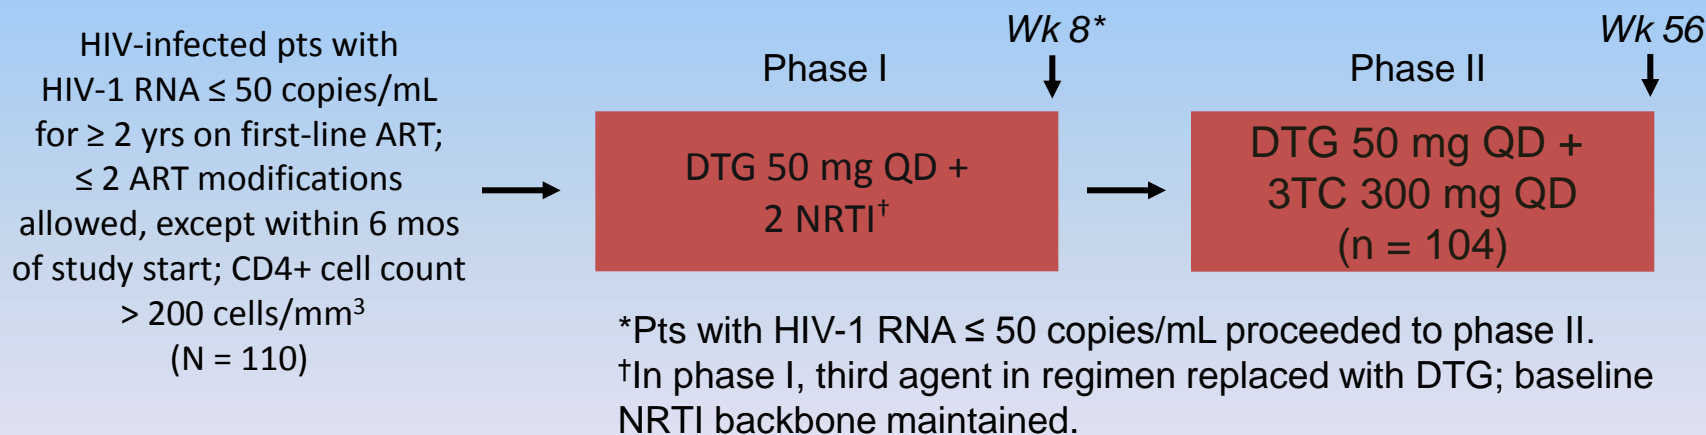 HIV-infected pts with
HIV-1 RNA ≤ 50 copies/mL
for ≥ 2 yrs on first-line ART;
≤ 2 ART modifications
allowed, except within 6 mos
of study start; CD4+ cell count
> 200 cells/mm³
(N = 110)
Phase I
Wk 8*
DTG 50 mg QD +
2 NRTI†
Phase II
Wk 56
DTG 50 mg QD +
3TC 300 mg QD
(n = 104)
*Pts with HIV-1 RNA ≤ 50 copies/mL proceeded to phase II.
†In phase I, third agent in regimen replaced with DTG; baseline
NRTI backbone maintained.